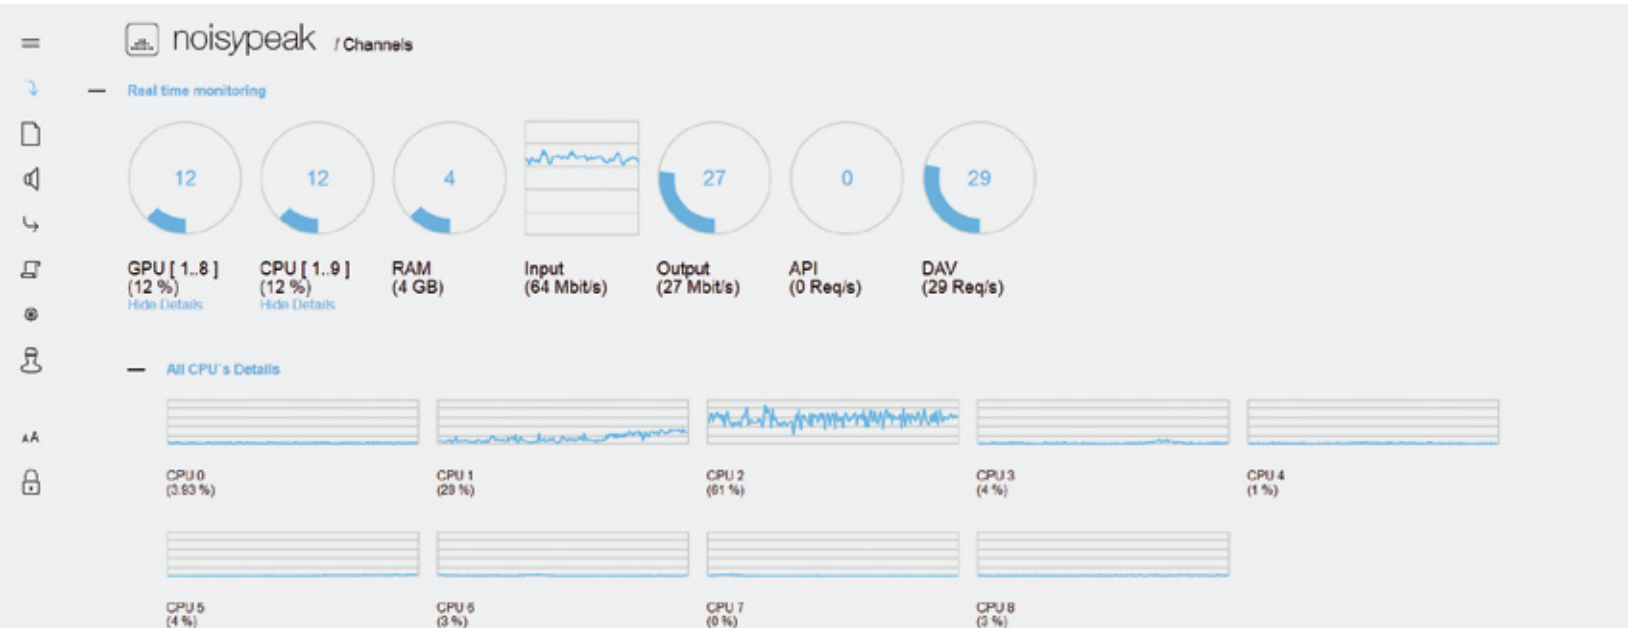 noisypeak / Channels
Real time monitoring
12 12 4 27 0 29
GPU [ 1..8 ] CPU [ 1..9 ] RAM Input Output API DAV
(12 %) (12 %) (4 GB) (64 Mbit/s) (27 Mbit/s) (0 Req/s) (29 Req/s)
Hide Details Hide Details
All CPU`s Details
CPU 0 CPU 1 CPU 2 CPU 3 CPU 4
(3.93 %) (29 %) (61 %) (4 %) (1 %)
CPU 5 CPU 6 CPU 7 CPU 8
(4 %) (3 %) (0 %) (3 %)
AA